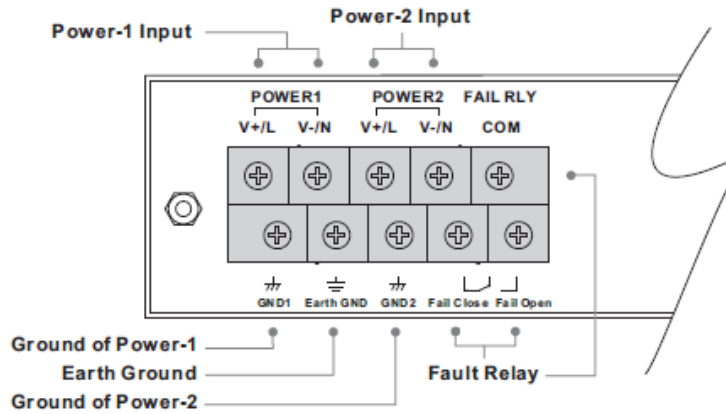 Power-2 Input
Power-1 Input
POWER1 POWER2 FAIL RLY
V+/L V-/N V+/L V-/N COM
GND1 Earth GND GND2 Fail Close Fail Open
Ground of Power-1
Earth Ground Fault Relay
Ground of Power-2